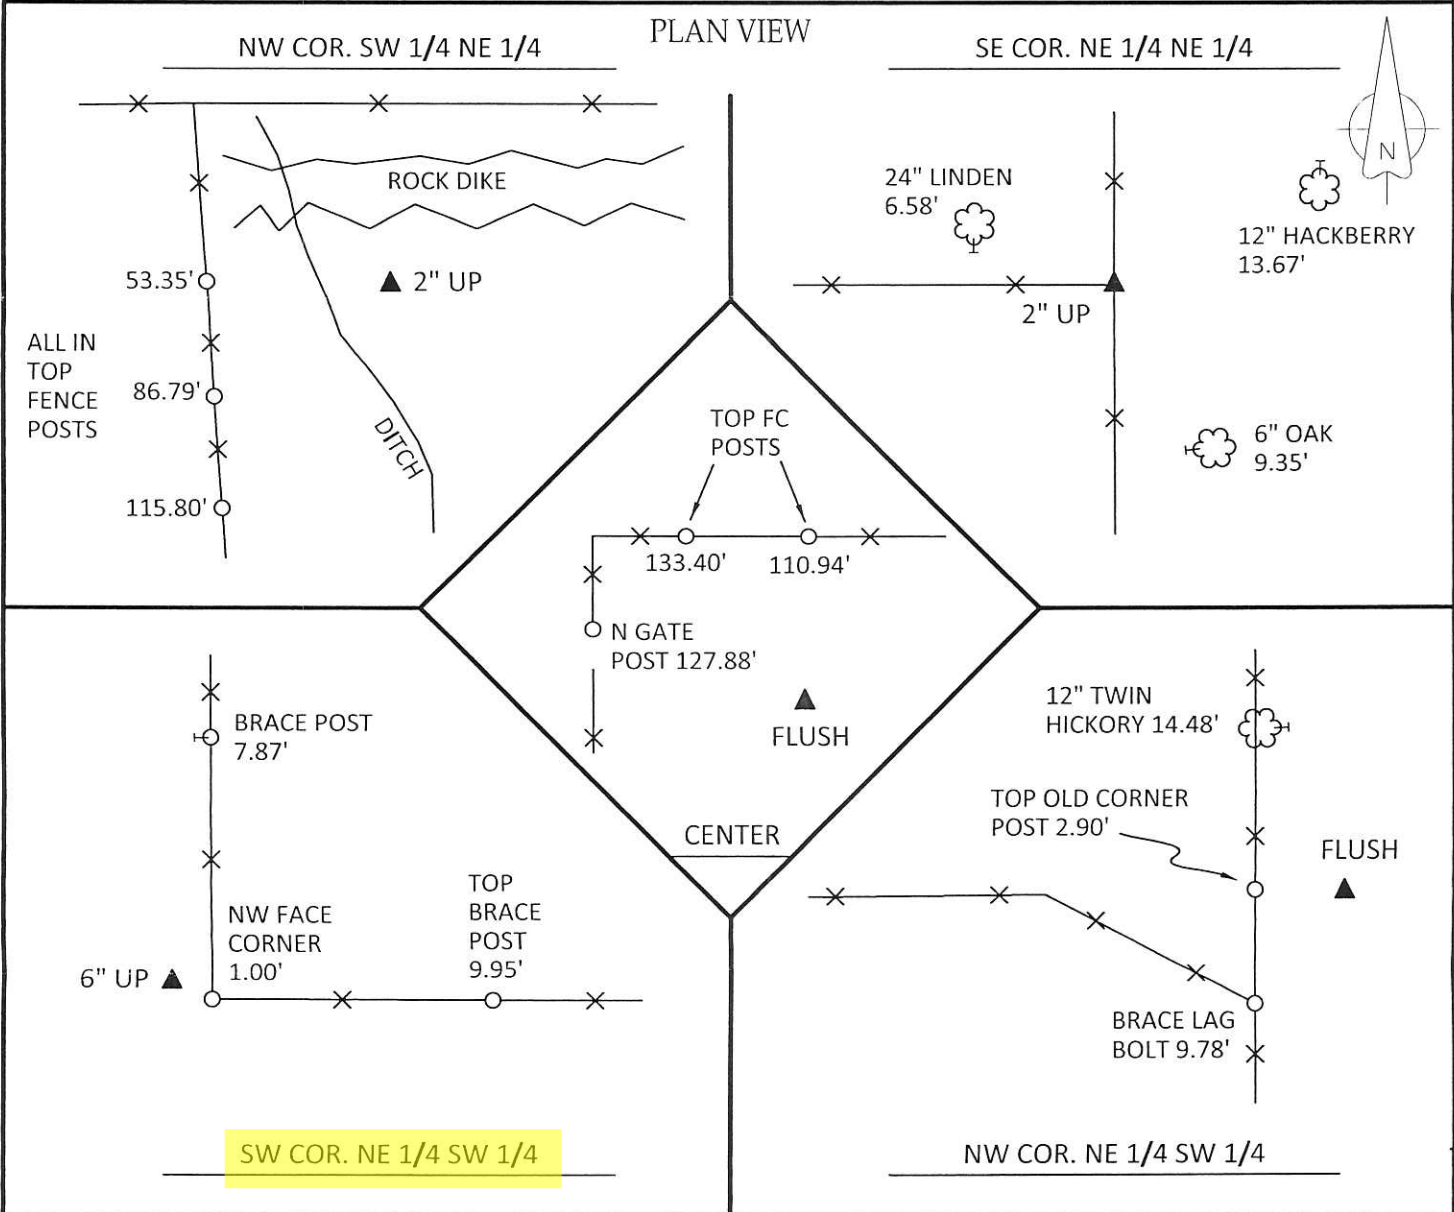 PLAN VIEW
NW COR. SW 1/4 NE 1/4
ROCK DIKE
53.35'
2" UP
ALL IN
TOP
FENCE
POSTS
86.79'
DITCH
115.80'
SE COR. NE 1/4 NE 1/4
N
24" LINDEN
6.58'
12" HACKBERRY
13.67'
2" UP
6" OAK
9.35'
TOP FC
POSTS
133.40'
110.94'
N GATE
POST 127.88'
FLUSH
CENTER
BRACE POST
7.87'
NW FACE
CORNER
1.00'
6" UP
TOP
BRACE
POST
9.95'
SW COR. NE 1/4 SW 1/4
12" TWIN
HICKORY 14.48'
TOP OLD CORNER
POST 2.90'
FLUSH
BRACE LAG
BOLT 9.78'
NW COR. NE 1/4 SW 1/4